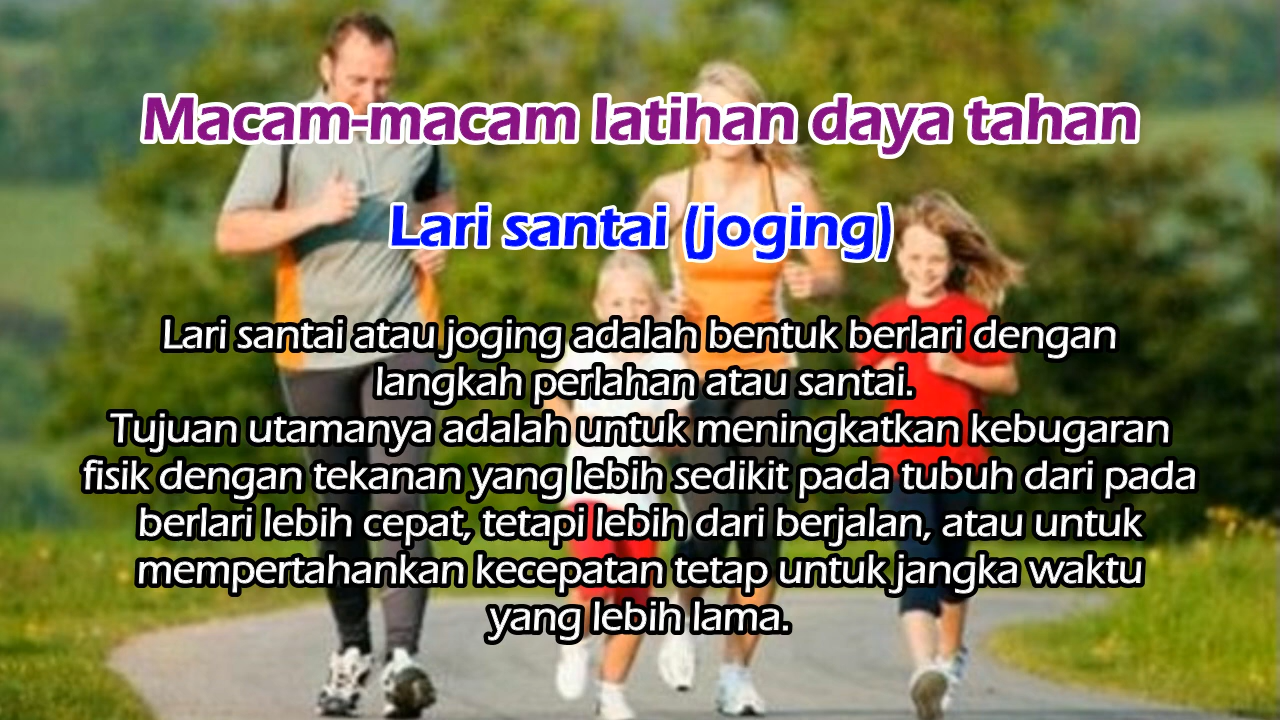 Macam-macam latihan daya tahan
Lari santai (joging)
Lari santai atau joging adalah bentuk berlari dengan
langkah perlahan atau santai.
Tujuan utamanya adalah untuk meningkatkan kebugaran
fisik dengan tekanan yang lebih sedikit pada tubuh dari pada
berlari lebih cepat, tetapi lebih dari berjalan, atau untuk
mempertahankan kecepatan tetap untuk jangka waktu
yang lebih lama.